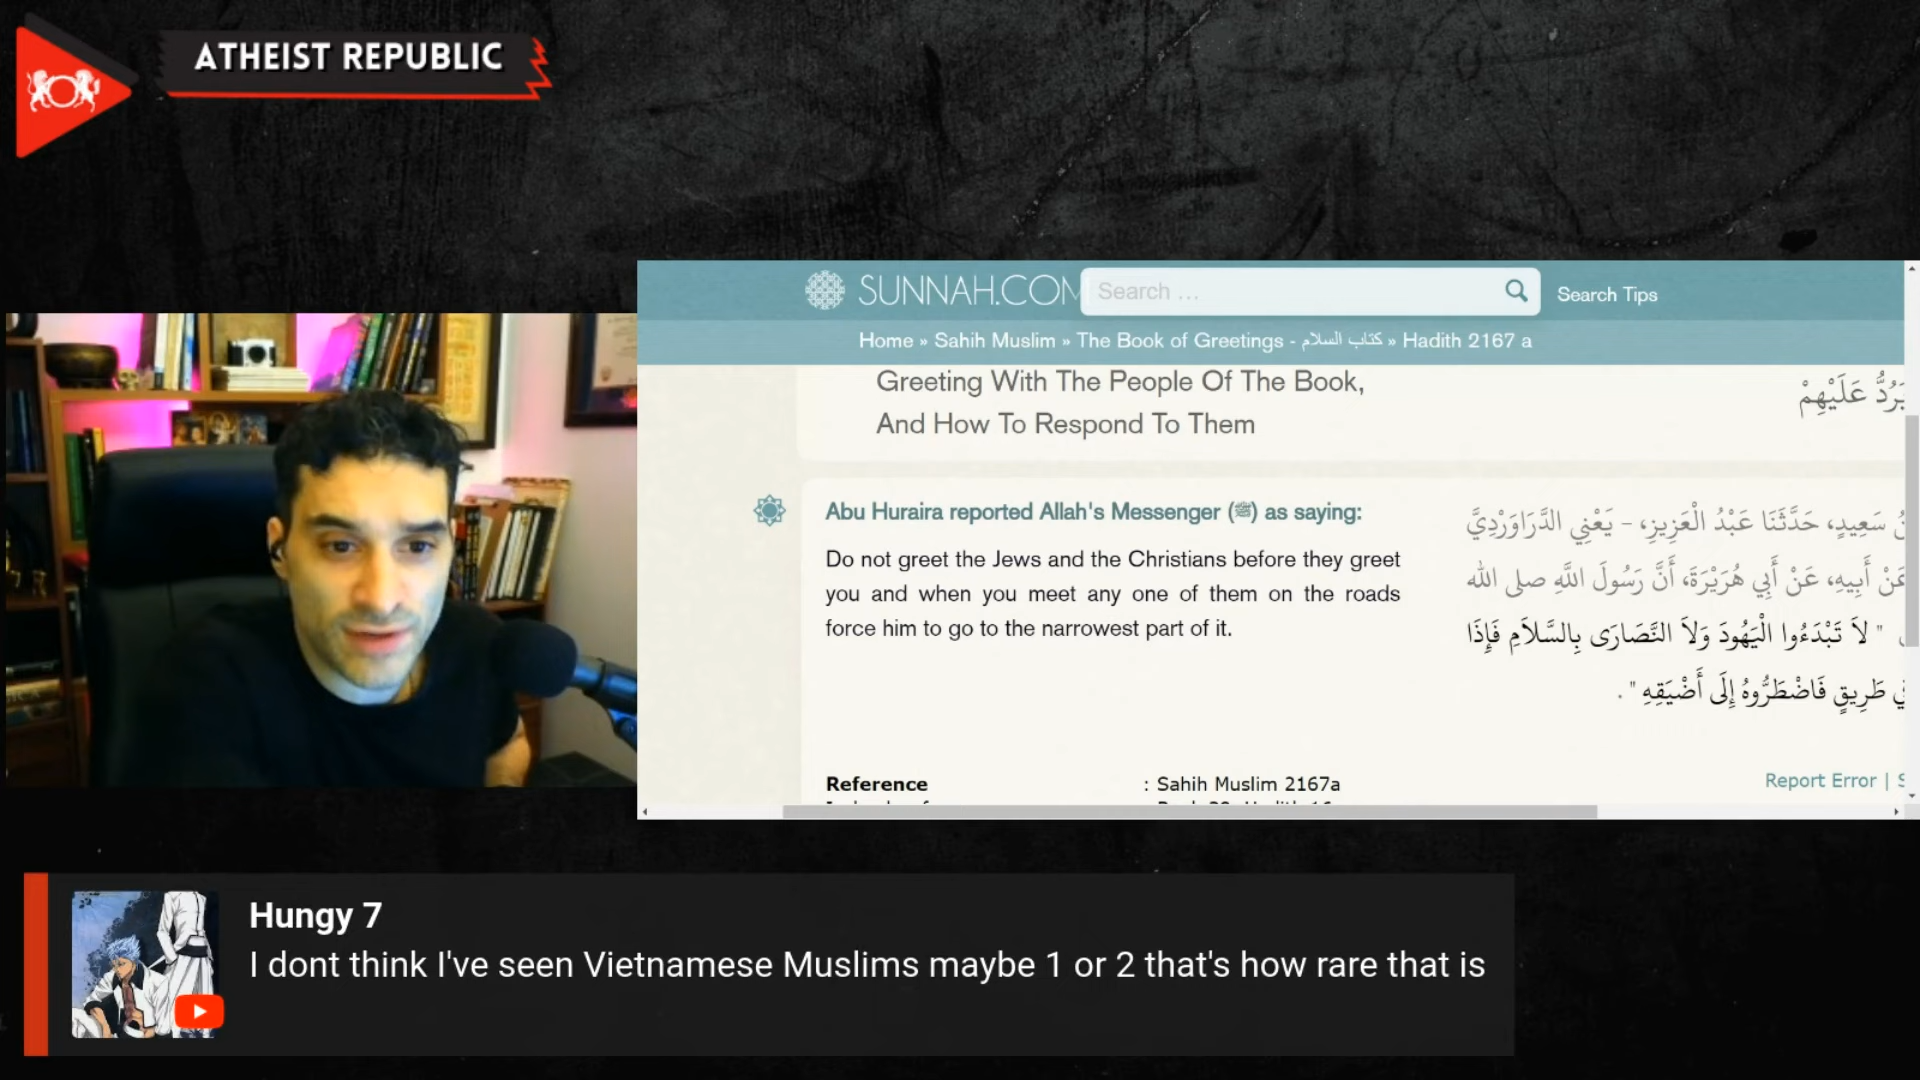 ATHEIST REPUBLIC
SUNNAH.COM
Search ...
Search Tips
Home » Sahih Muslim » The Book of Greetings - كتاب السلام » Hadith 2167 a
Greeting With The People Of The Book,
And How To Respond To Them
يَرُدُّ عَلَيْهِمْ
Abu Huraira reported Allah's Messenger (ﷺ) as saying:
Do not greet the Jews and the Christians before they greet
you and when you meet any one of them on the roads
force him to go to the narrowest part of it.
سَعِيدٍ، حَدَّثَنَا عَبْدُ الْعَزِيزِ، - يَعْنِي الدَّرَاوَرْدِيَّ
عَنْ أَبِيهِ، عَنْ أَبِي هُرَيْرَةَ، أَنَّ رَسُولَ اللَّهِ صلى الله
" لاَ تَبْدَءُوا الْيَهُودَ وَلاَ النَّصَارَى بِالسَّلاَمِ فَإِذَا
طَرِيقٍ فَاضْطَرُّوهُ إِلَى أَضْيَقِهِ " .
Reference : Sahih Muslim 2167a
Report Error |
Hungy 7
I dont think I've seen Vietnamese Muslims maybe 1 or 2 that's how rare that is